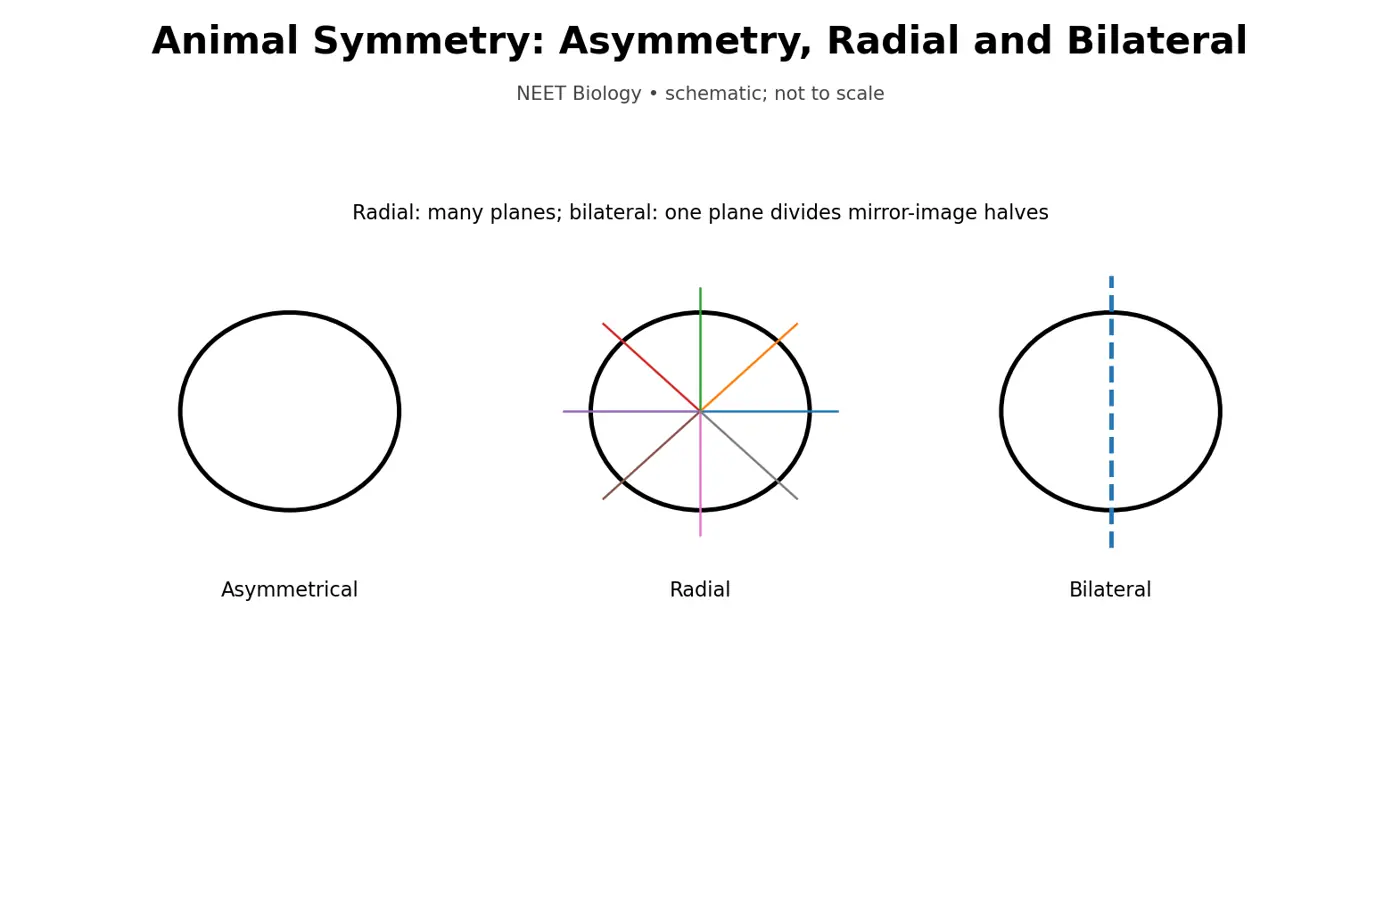 Animal Symmetry: Asymmetry, Radial and Bilateral
NEET Biology • schematic; not to scale
Radial: many planes; bilateral: one plane divides mirror-image halves
Asymmetrical
Radial
Bilateral